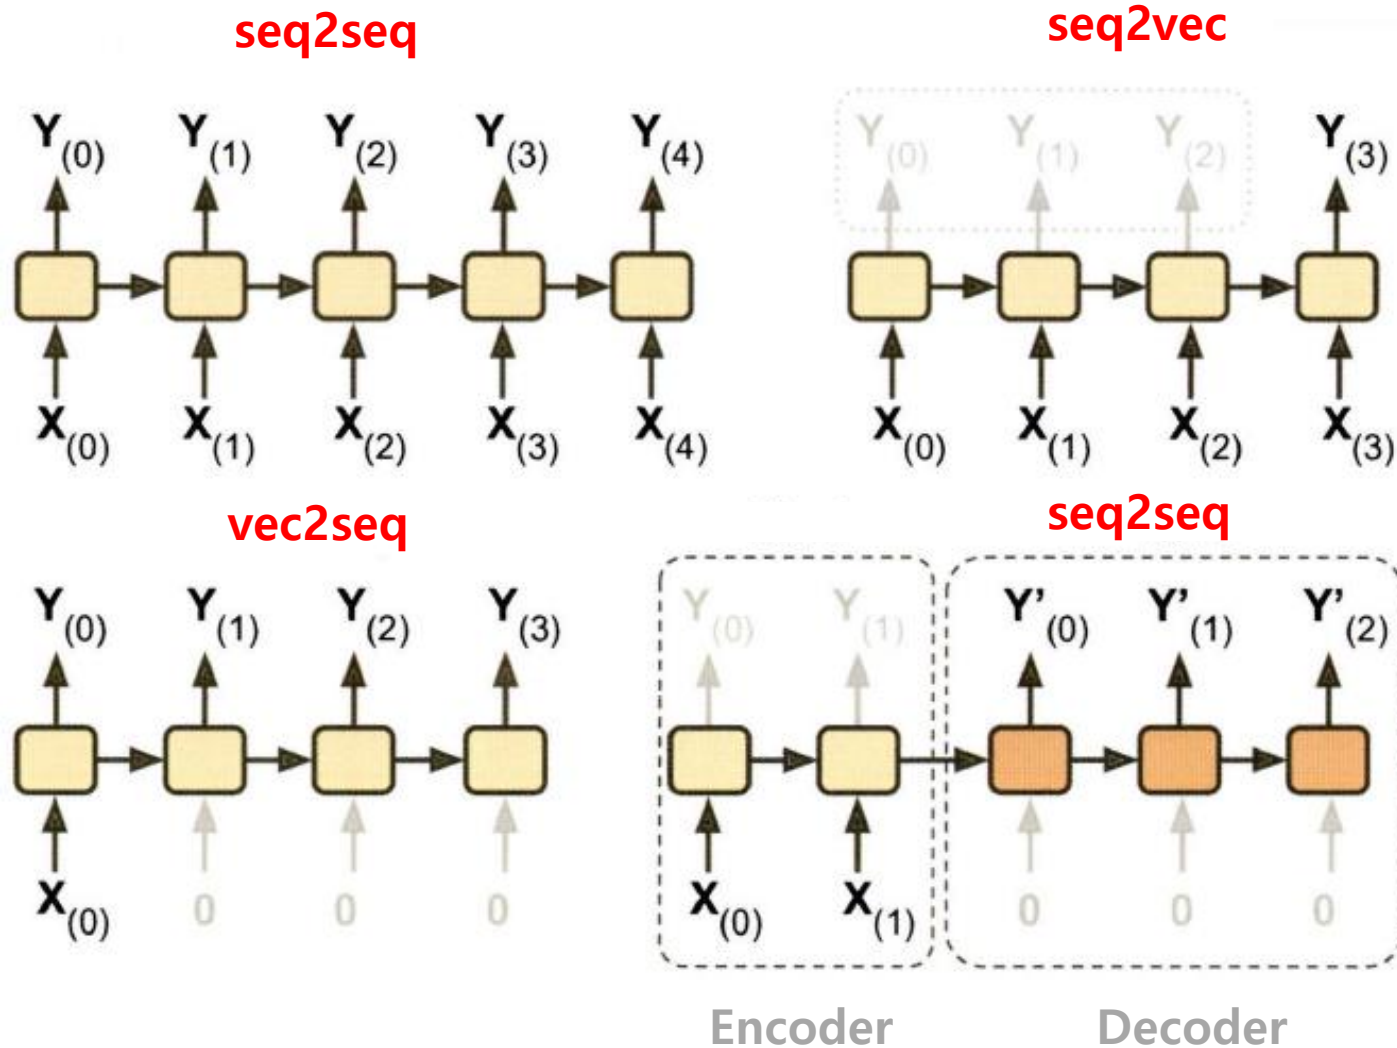 seq2seq
Y(0) Y(1) Y(2) Y(3) Y(4)
X(0) X(1) X(2) X(3) X(4)
seq2vec
Y(0) Y(1) Y(2) Y(3)
X(0) X(1) X(2) X(3)
vec2seq
Y(0) Y(1) Y(2) Y(3)
X(0) 0 0 0
seq2seq
Y(0) Y(1) Y’(0) Y’(1) Y’(2)
X(0) X(1) 0 0 0
Encoder Decoder